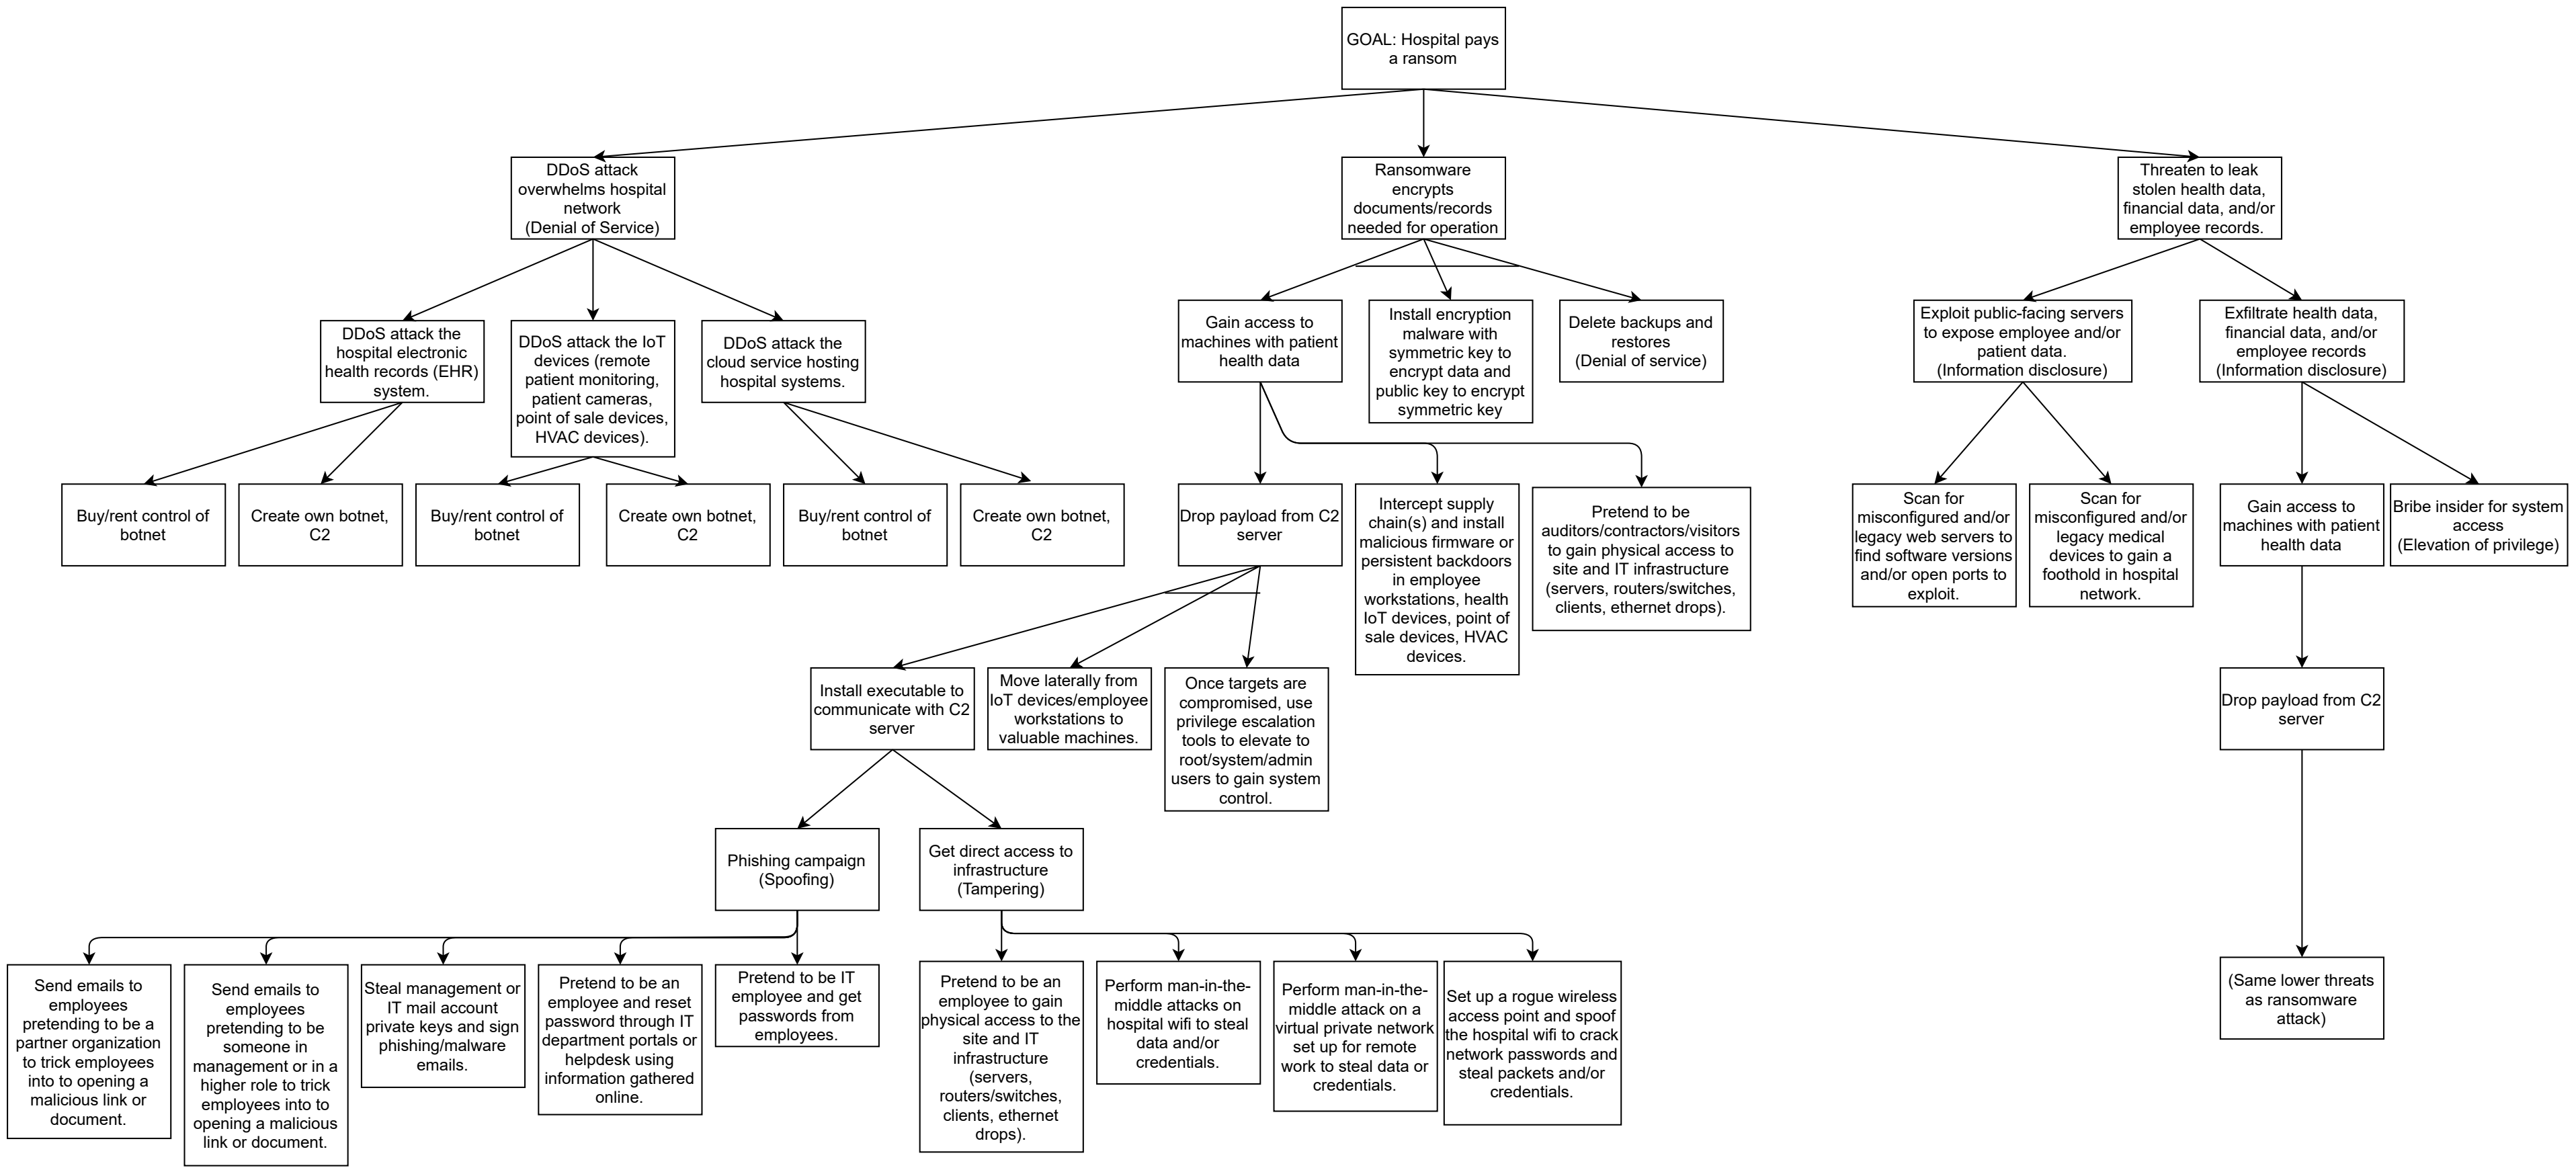 GOAL: Hospital pays
a ransom
DDoS attack
overwhelms hospital
network
(Denial of Service)
Ransomware
encrypts
documents/records
needed for operation
Threaten to leak
stolen health data,
financial data, and/or
employee records.
DDoS attack the
hospital electronic
health records (EHR)
system.
DDoS attack the IoT
devices (remote
patient monitoring,
patient cameras,
point of sale devices,
HVAC devices).
DDoS attack the
cloud service hosting
hospital systems.
Gain access to
machines with patient
health data
Install encryption
malware with
symmetric key to
encrypt data and
public key to encrypt
symmetric key
Delete backups and
restores
(Denial of service)
Exploit public-facing servers
to expose employee and/or
patient data.
(Information disclosure)
Exfiltrate health data,
financial data, and/or
employee records
(Information disclosure)
Buy/rent control of
botnet
Create own botnet,
C2
Buy/rent control of
botnet
Create own botnet,
C2
Buy/rent control of
botnet
Create own botnet,
C2
Drop payload from C2
server
Intercept supply
chain(s) and install
malicious firmware or
persistent backdoors
in employee
workstations, health
IoT devices, point of
sale devices, HVAC
devices.
Pretend to be
auditors/contractors/visitors
to gain physical access to
site and IT infrastructure
(servers, routers/switches,
clients, ethernet drops).
Scan for
misconfigured and/or
legacy web servers to
find software versions
and/or open ports to
exploit.
Scan for
misconfigured and/or
legacy medical
devices to gain a
foothold in hospital
network.
Gain access to
machines with patient
health data
Bribe insider for system
access
(Elevation of privilege)
Install executable to
communicate with C2
server
Move laterally from
IoT devices/employee
workstations to
valuable machines.
Once targets are
compromised, use
privilege escalation
tools to elevate to
root/system/admin
users to gain system
control.
Drop payload from C2
server
Phishing campaign
(Spoofing)
Get direct access to
infrastructure
(Tampering)
Send emails to
employees
pretending to be a
partner organization
to trick employees
into to opening a
malicious link or
document.
Send emails to
employees
pretending to be
someone in
management or in a
higher role to trick
employees into to
opening a malicious
link or document.
Steal management or
IT mail account
private keys and sign
phishing/malware
emails.
Pretend to be an
employee and reset
password through IT
department portals or
helpdesk using
information gathered
online.
Pretend to be IT
employee and get
passwords from
employees.
Pretend to be an
employee to gain
physical access to the
site and IT
infrastructure
(servers,
routers/switches,
clients, ethernet
drops).
Perform man-in-the-
middle attacks on
hospital wifi to steal
data and/or
credentials.
Perform man-in-the-
middle attack on a
virtual private network
set up for remote
work to steal data or
credentials.
Set up a rogue wireless
access point and spoof
the hospital wifi to crack
network passwords and
steal packets and/or
credentials.
(Same lower threats
as ransomware
attack)